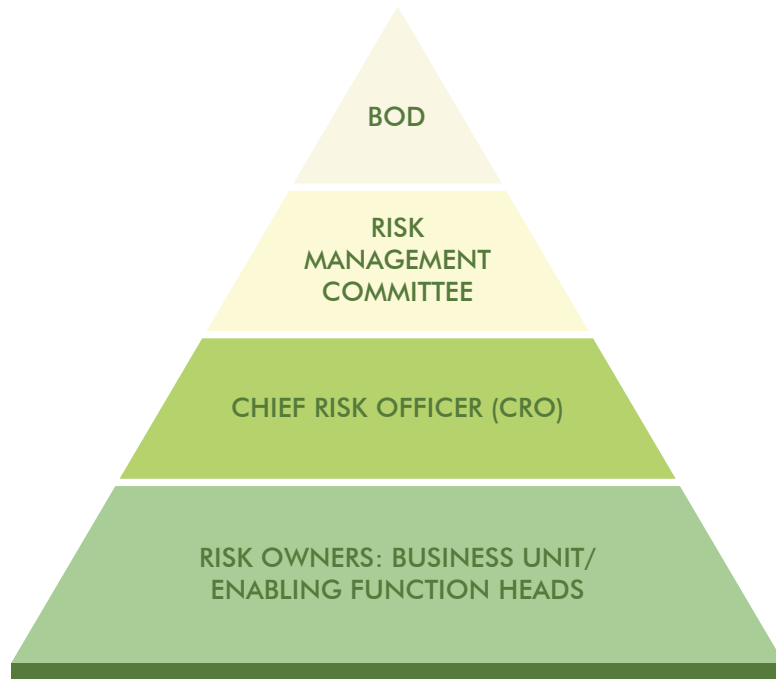 BOD
RISK
MANAGEMENT
COMMITTEE
CHIEF RISK OFFICER (CRO)
RISK OWNERS: BUSINESS UNIT/
ENABLING FUNCTION HEADS